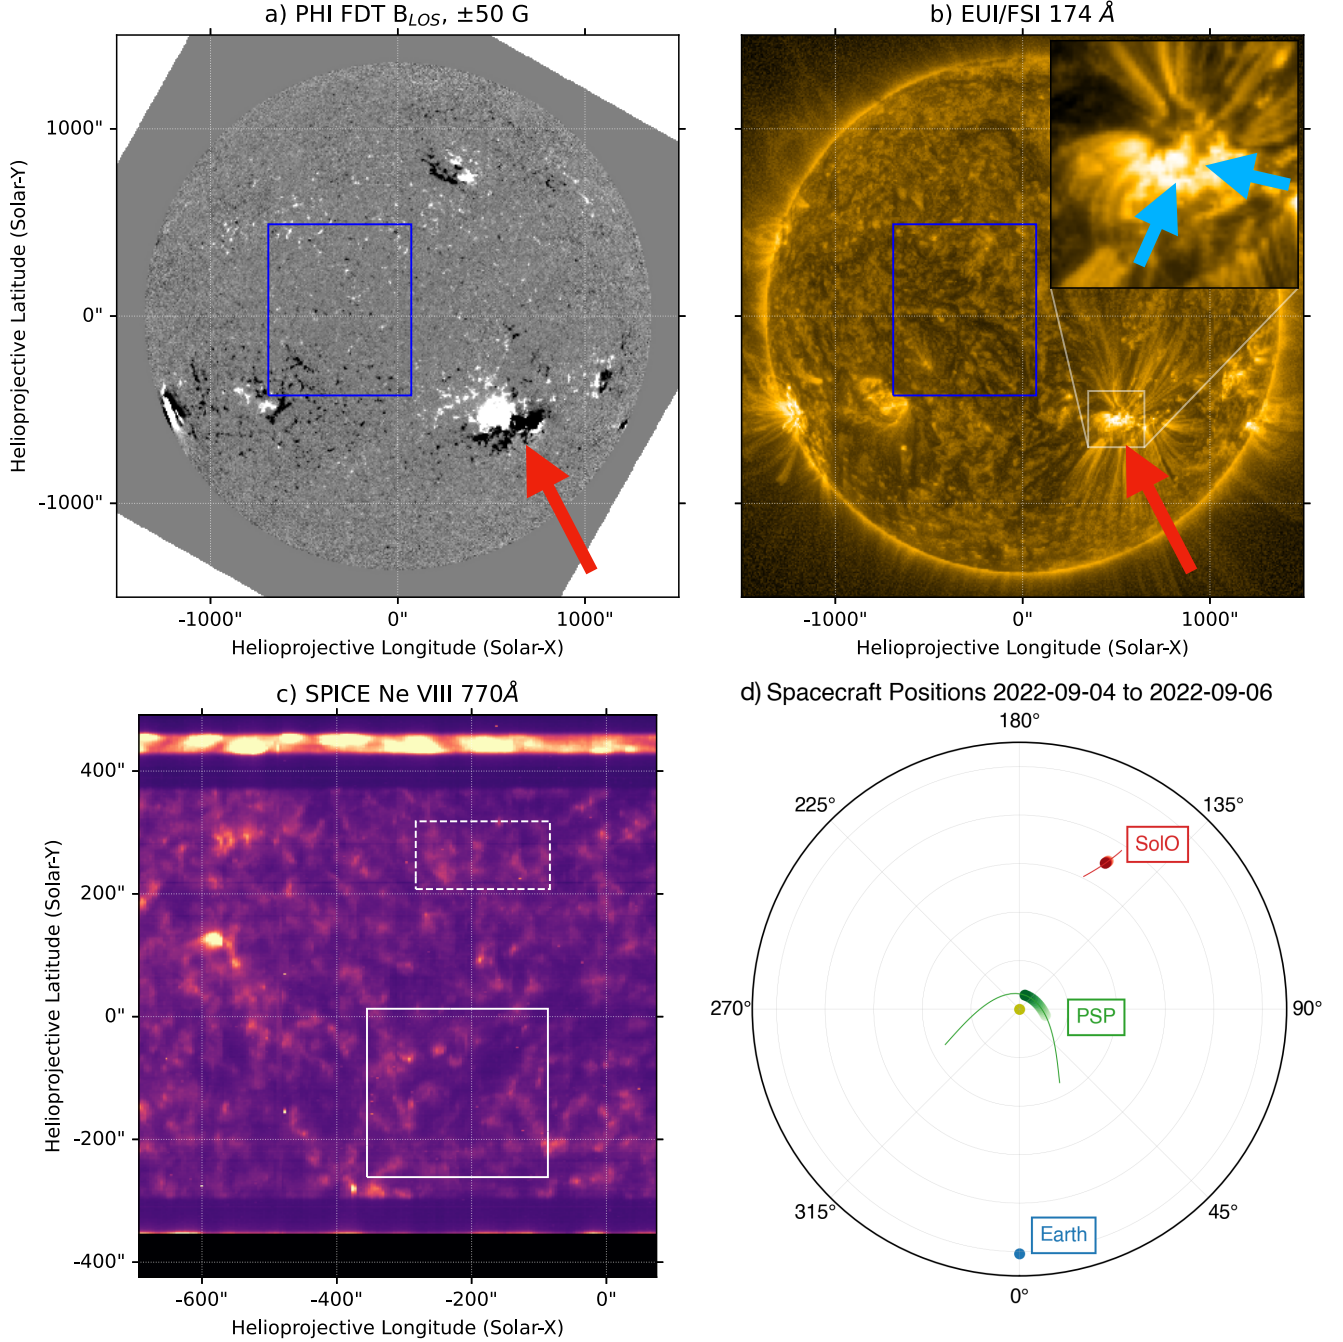 a) PHI FDT B_LOS, ±50 G
b) EUI/FSI 174 Å
Helioprojective Latitude (Solar-Y)
1000"
0"
-1000"
-1000"
0"
1000"
Helioprojective Longitude (Solar-X)
-1000"
0"
1000"
Helioprojective Longitude (Solar-X)
c) SPICE Ne VIII 770Å
Helioprojective Latitude (Solar-Y)
400"
200"
0"
-200"
-400"
-600"
-400"
-200"
0"
Helioprojective Longitude (Solar-X)
d) Spacecraft Positions 2022-09-04 to 2022-09-06
180°
225°
135°
SolO
270°
PSP
90°
315°
45°
Earth
0°